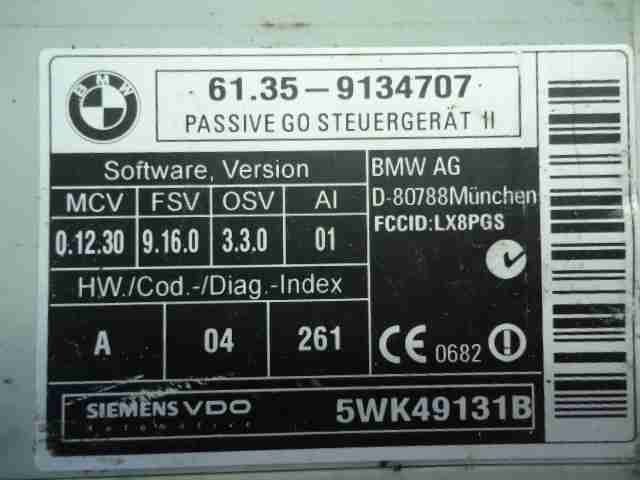 BMW
61.35-9134707
PASSIVE GO STEUERGERÄT II
Software, Version
MCV FSV OSV AI
0.12.30 9.16.0 3.3.0 01
HW./Cod.-/Diag.-Index
A 04 261
BMW AG
D-80788München
FCCID:LX8PGS
CE 0682
SIEMENS VDO
Automotive
5WK49131B